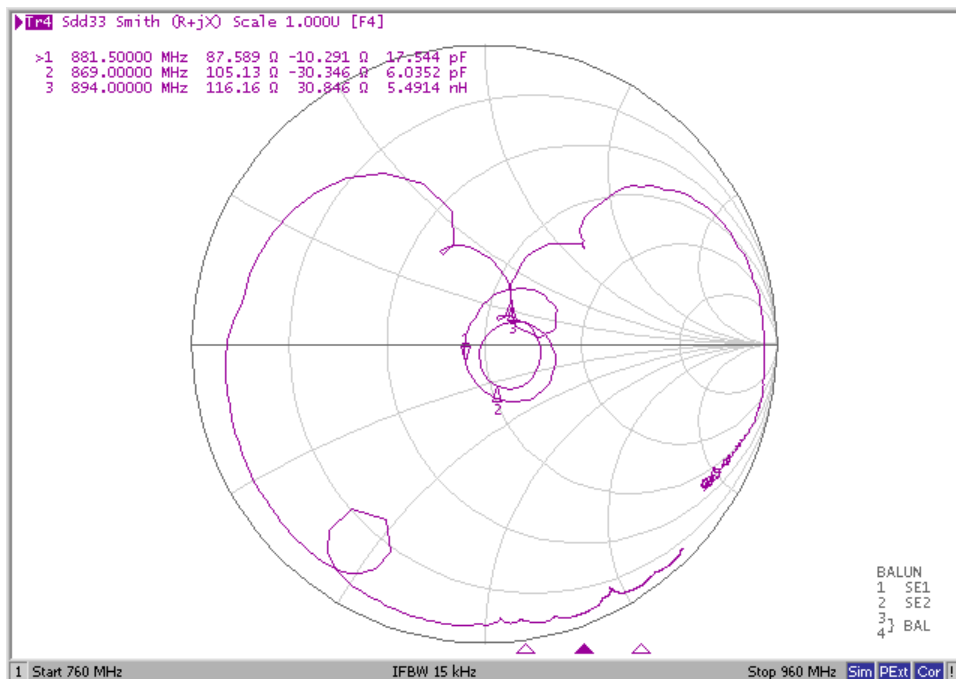 Tr4 Sdd33 Smith (R+jX) Scale 1.000U [F4]
>1 881.50000 MHz 87.589 Ω -10.291 Ω 17.544 pF
2 869.00000 MHz 105.13 Ω -30.346 Ω 6.0352 pF
3 894.00000 MHz 116.16 Ω 30.846 Ω 5.4914 nH
1
3
2
BALUN
1 SE1
2 SE2
3
4} BAL
1 Start 760 MHz IFBW 15 kHz Stop 960 MHz Sim PExt Cor !